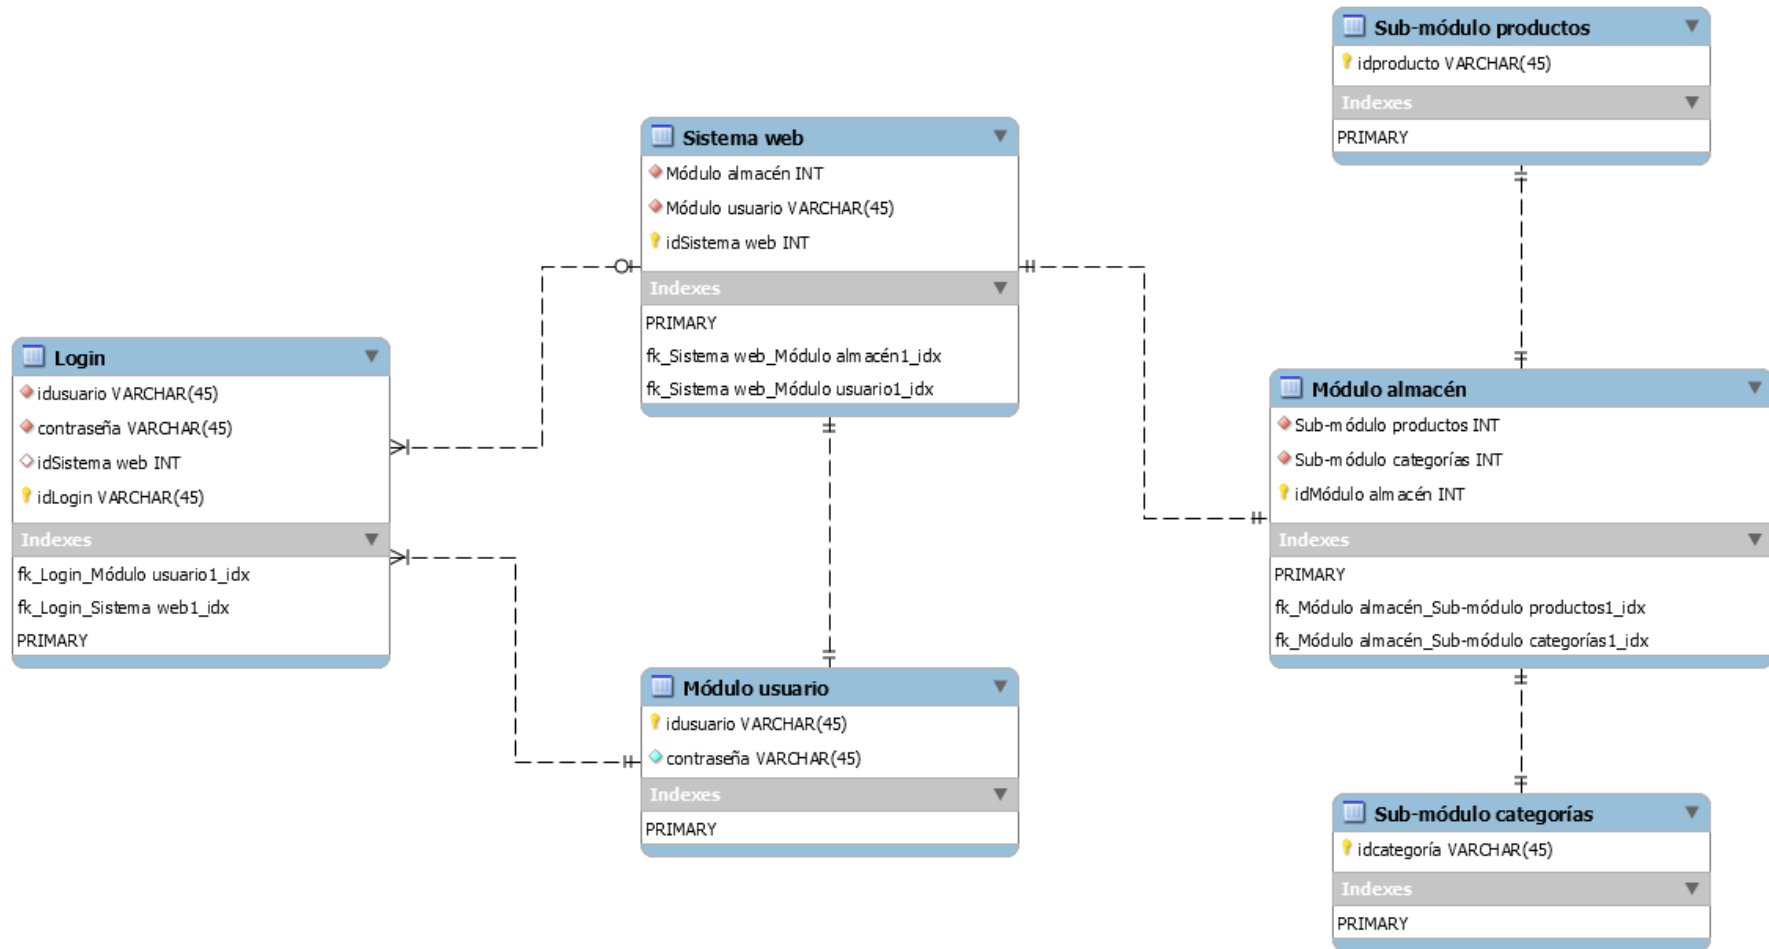 Sub-módulo productos
idproducto VARCHAR(45)
Indexes
PRIMARY
Sistema web
Módulo almacén INT
Módulo usuario VARCHAR(45)
idSistema web INT
Indexes
PRIMARY
fk_Sistema web_Módulo almacén1_idx
fk_Sistema web_Módulo usuario1_idx
Login
idusuario VARCHAR(45)
contraseña VARCHAR(45)
idSistema web INT
idLogin VARCHAR(45)
Indexes
fk_Login_Módulo usuario1_idx
fk_Login_Sistema web1_idx
PRIMARY
Módulo almacén
Sub-módulo productos INT
Sub-módulo categorías INT
idMódulo almacén INT
Indexes
PRIMARY
fk_Módulo almacén_Sub-módulo productos1_idx
fk_Módulo almacén_Sub-módulo categorías1_idx
Módulo usuario
idusuario VARCHAR(45)
contraseña VARCHAR(45)
Indexes
PRIMARY
Sub-módulo categorías
idcategoría VARCHAR(45)
Indexes
PRIMARY